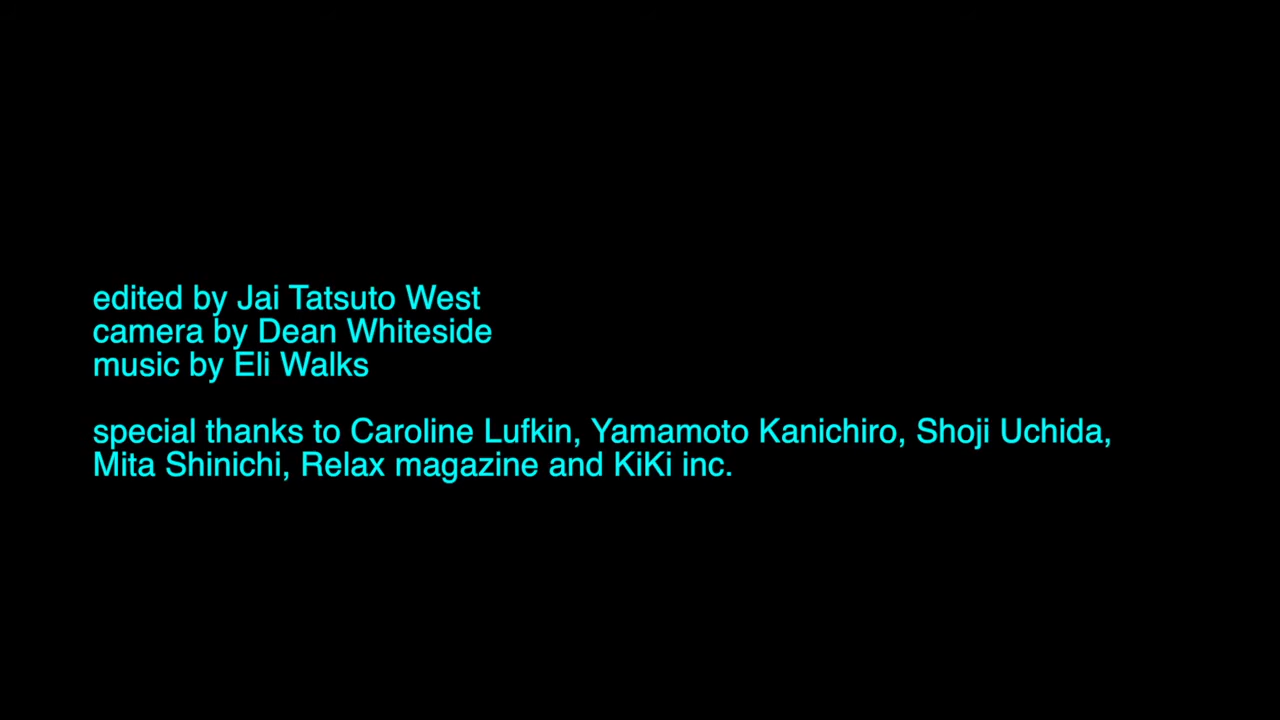 edited by Jai Tatsuto West
camera by Dean Whiteside
music by Eli Walks
special thanks to Caroline Lufkin, Yamamoto Kanichiro, Shoji Uchida,
Mita Shinichi, Relax magazine and KiKi inc.